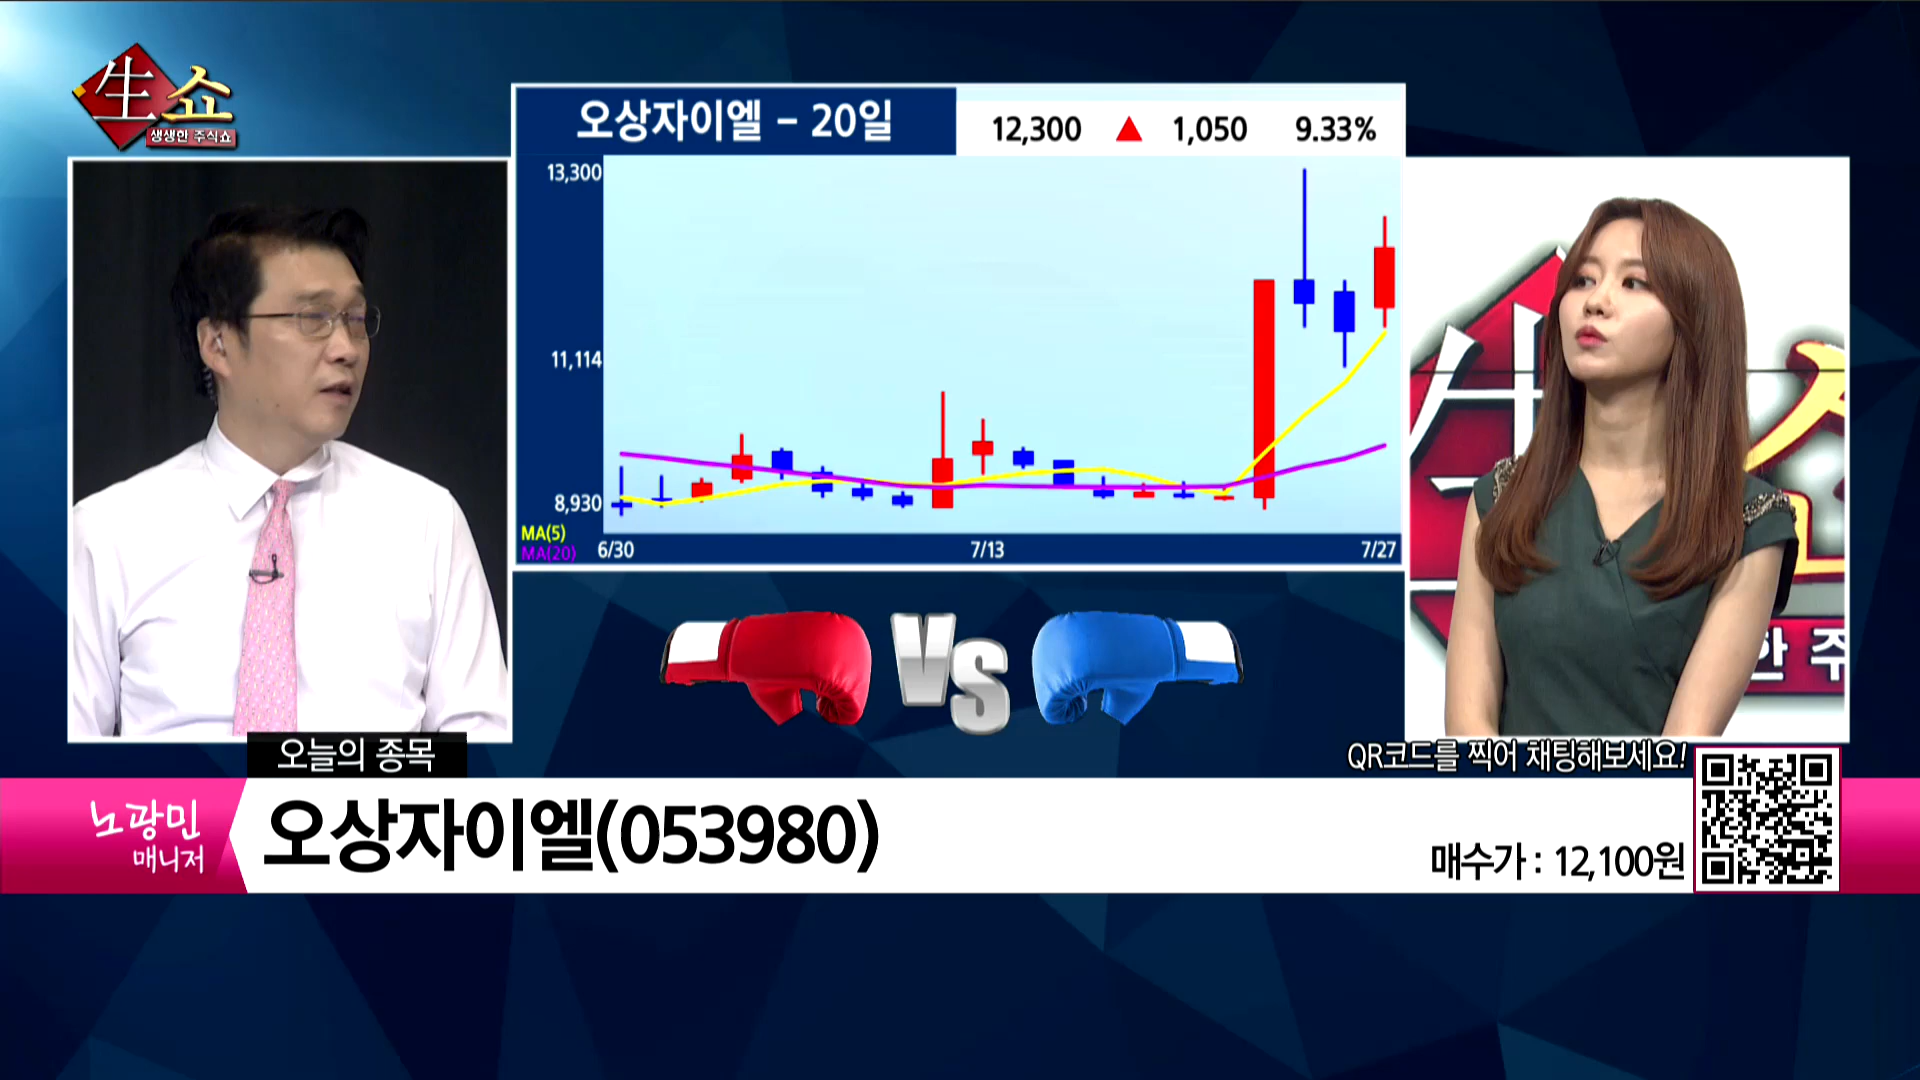 生쇼
생생한 주식쇼
오상자이엘 - 20일
12,300 ▲ 1,050 9.33%
13,300
11,114
8,930
MA(5)
MA(20)
6/30 7/13 7/27
生
한 주
VS
오늘의 종목
QR코드를 찍어 채팅해보세요!
노광민
매니저
오상자이엘(053980)
매수가 : 12,100원